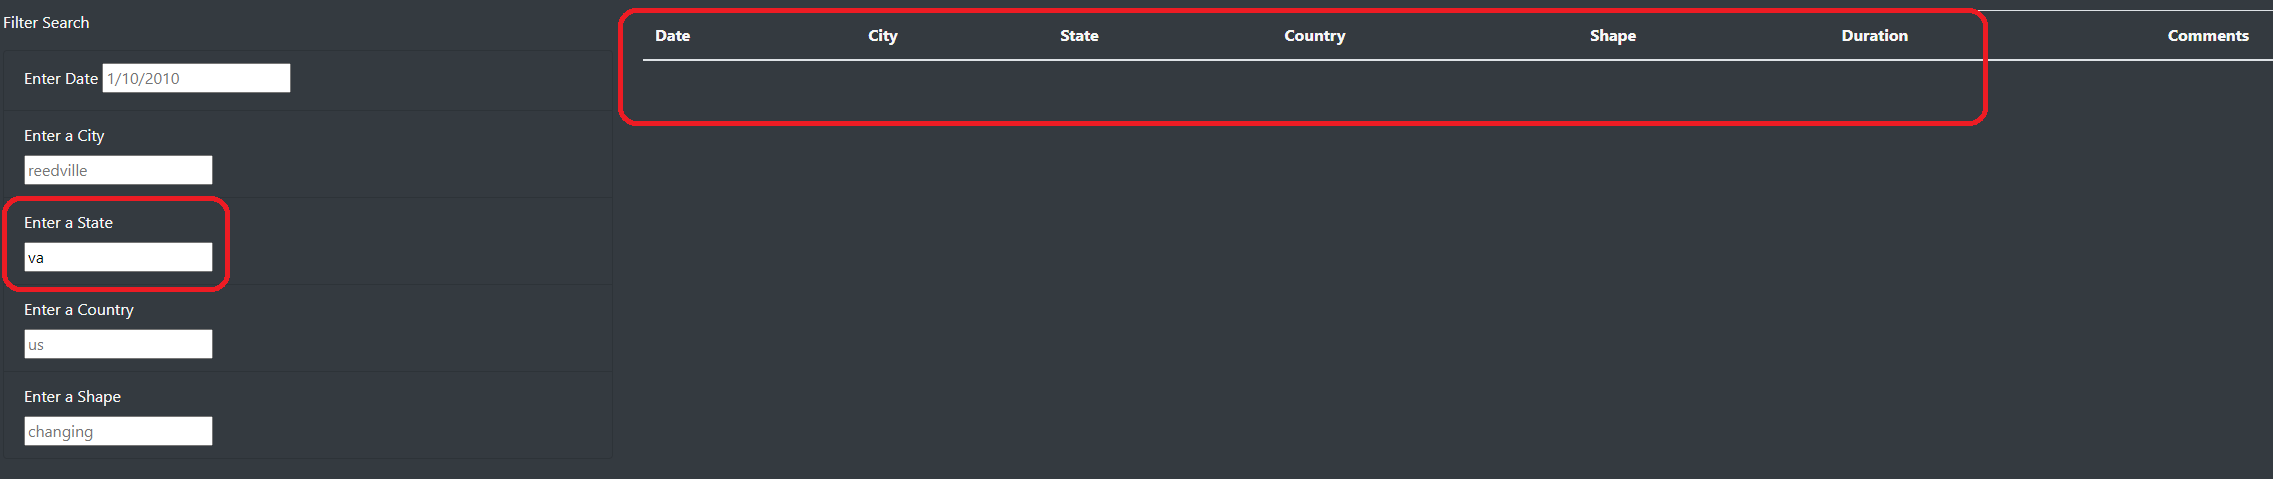 Filter Search
Enter Date 1/10/2010
Enter a City
reedville
Enter a State
va
Enter a Country
us
Enter a Shape
changing
Date City State Country Shape Duration Comments